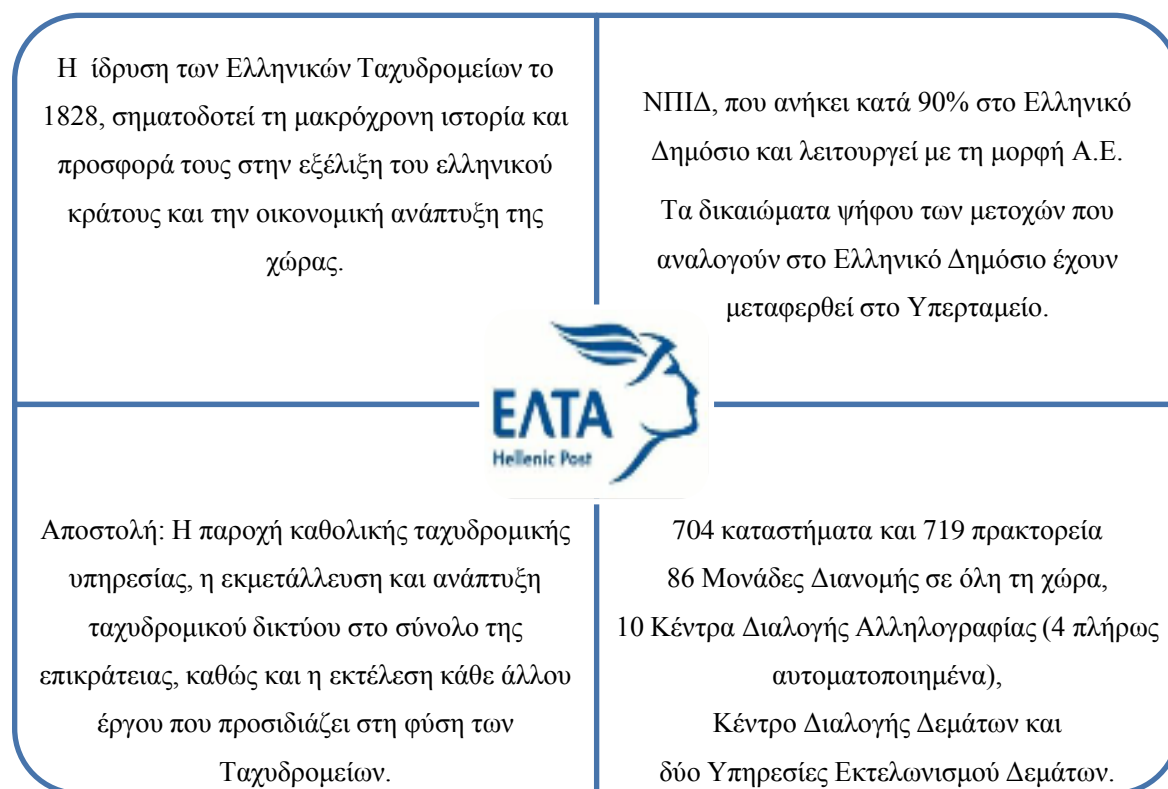 Η ίδρυση των Ελληνικών Ταχυδρομείων το
1828, σηματοδοτεί τη μακρόχρονη ιστορία και
προσφορά τους στην εξέλιξη του ελληνικού
κράτους και την οικονομική ανάπτυξη της
χώρας.
ΝΠΙΔ, που ανήκει κατά 90% στο Ελληνικό
Δημόσιο και λειτουργεί με τη μορφή Α.Ε.
Τα δικαιώματα ψήφου των μετοχών που
αναλογούν στο Ελληνικό Δημόσιο έχουν
μεταφερθεί στο Υπερταμείο.
ΕΛΤΑ
Hellenic Post
Αποστολή: Η παροχή καθολικής ταχυδρομικής
υπηρεσίας, η εκμετάλλευση και ανάπτυξη
ταχυδρομικού δικτύου στο σύνολο της
επικράτειας, καθώς και η εκτέλεση κάθε άλλου
έργου που προσιδιάζει στη φύση των
Ταχυδρομείων.
704 καταστήματα και 719 πρακτορεία
86 Μονάδες Διανομής σε όλη τη χώρα,
10 Κέντρα Διαλογής Αλληλογραφίας (4 πλήρως
αυτοματοποιημένα),
Κέντρο Διαλογής Δεμάτων και
δύο Υπηρεσίες Εκτελωνισμού Δεμάτων.